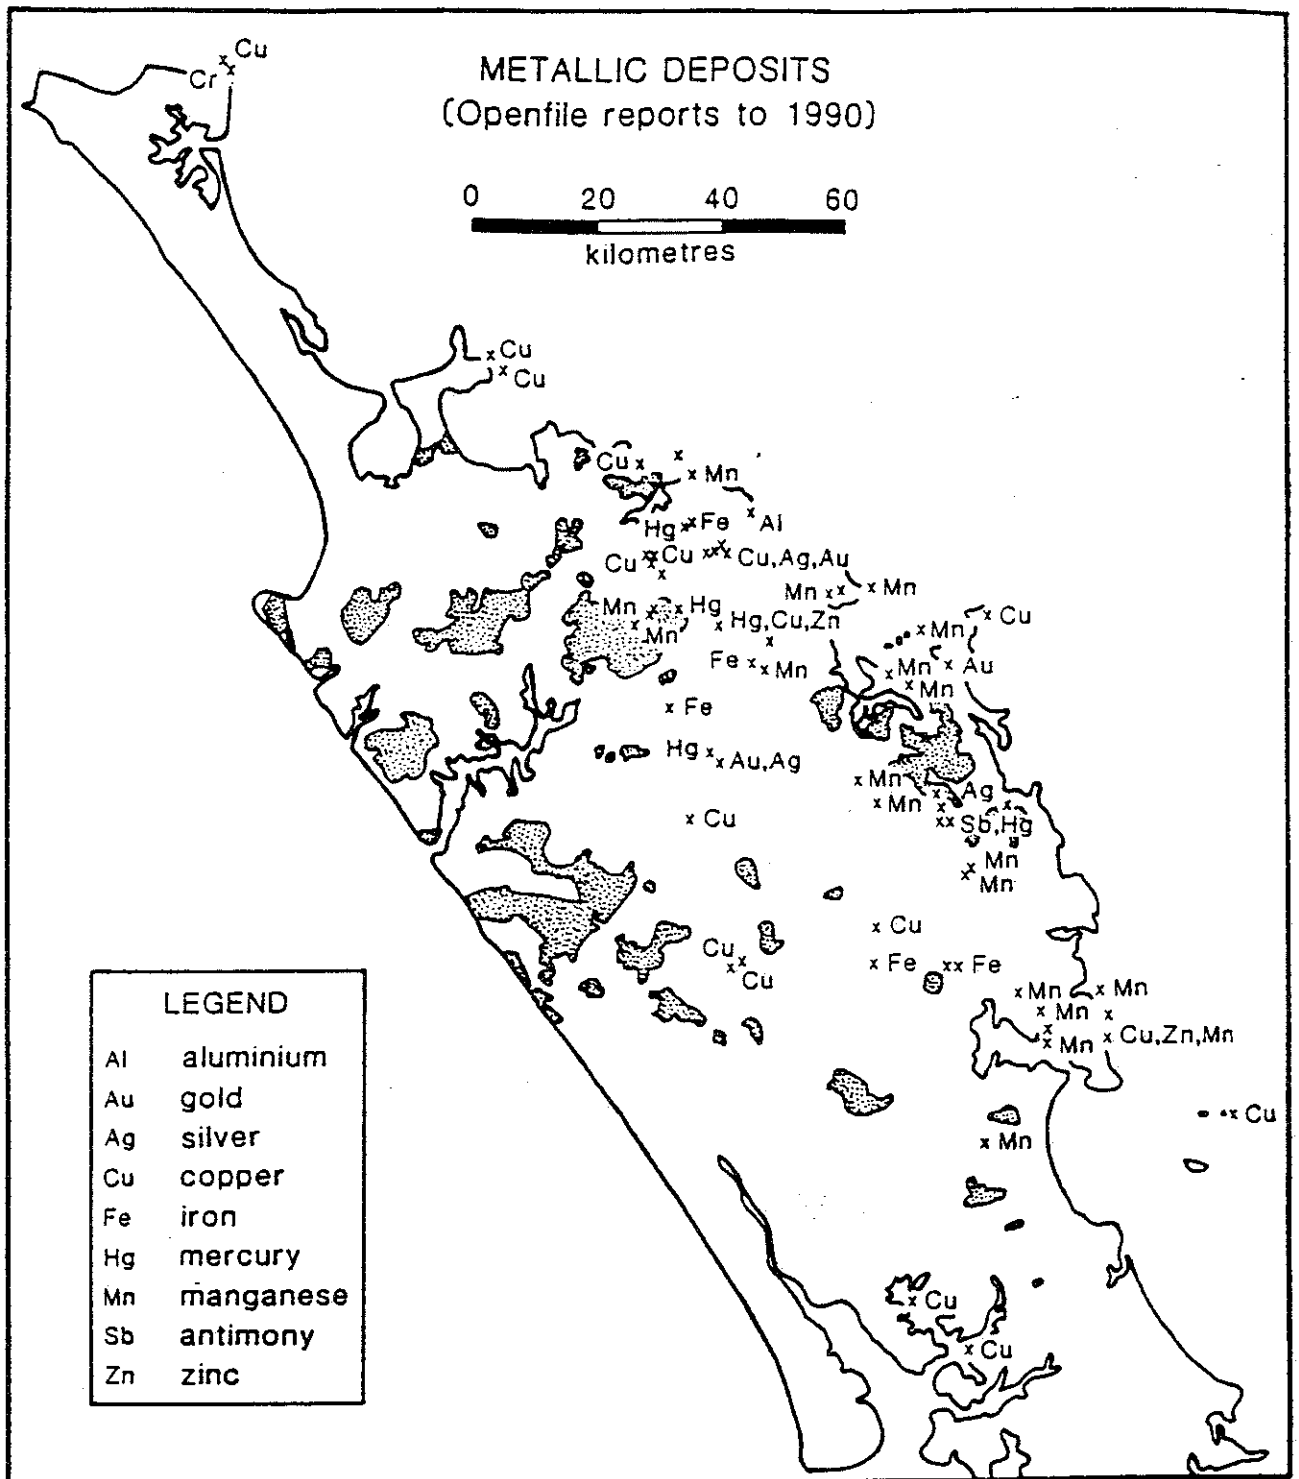 METALLIC DEPOSITS
(Openfile reports to 1990)
0 20 40 60
kilometres
Cu
Cr
Cu
Cu
Cu
Mn
Hg
Fe
Al
Cu
Cu
Cu,Ag,Au
Mn
Mn
Mn
Hg
Hg,Cu,Zn
Cu
Mn
Mn
Fe
Mn
Mn
Au
Mn
Fe
Hg
Au,Ag
Mn
Mn
Ag
Cu
Sb,Hg
Mn
Mn
Cu
Cu
Cu
Fe
Fe
Mn
Mn
Mn
Mn
Cu,Zn,Mn
Cu
Mn
Cu
Cu
LEGEND
Al aluminium
Au gold
Ag silver
Cu copper
Fe iron
Hg mercury
Mn manganese
Sb antimony
Zn zinc